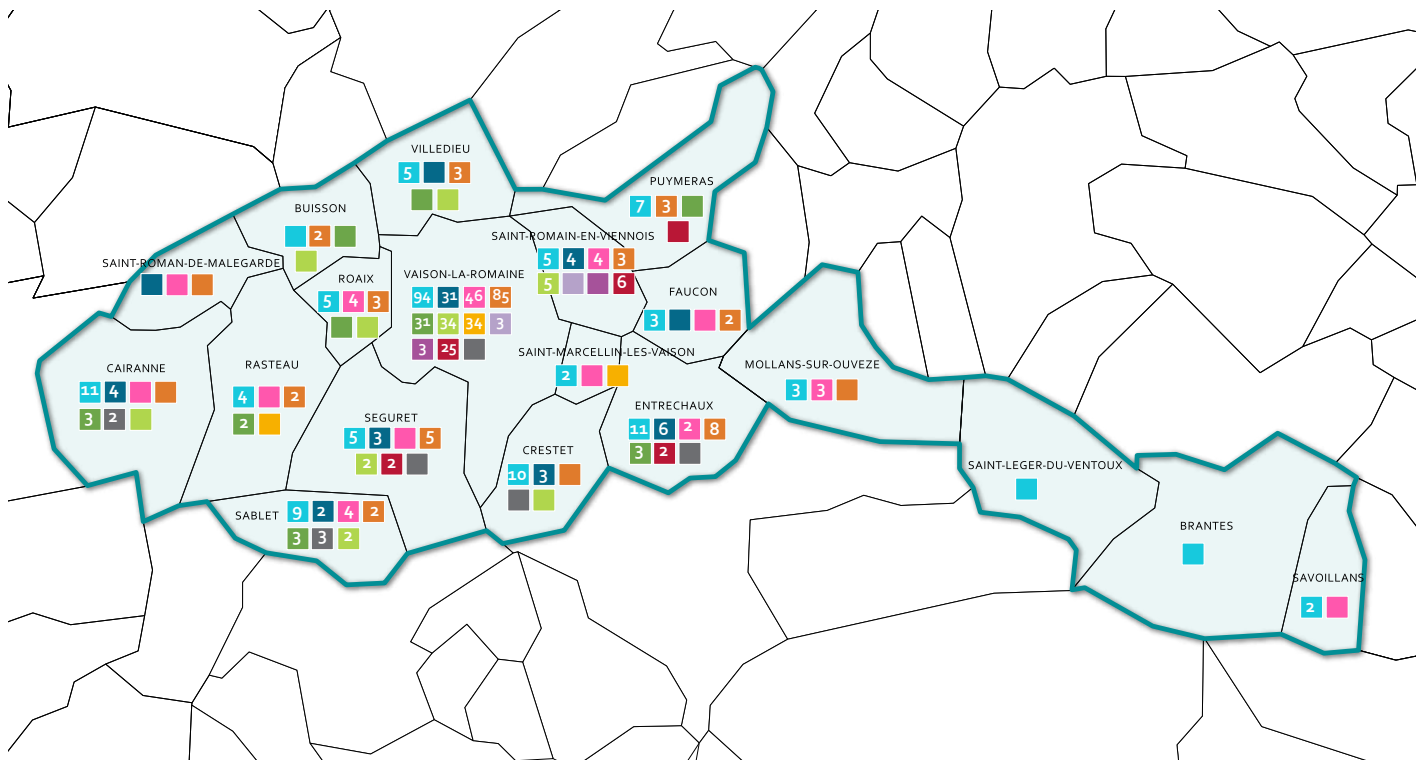 VILLEDIEU
5 3
PUYMERAS
7 3
BUISSON
2
SAINT-ROMAIN-EN-VIENNOIS
5 4 4 3
5 6
SAINT-ROMAN-DE-MALEGARDE
ROAIX
5 4 3
VAISON-LA-ROMAINE
94 31 46 85
31 34 34 3
3 25
FAUCON
3 2
SAINT-MARCELLIN-LES-VAISON
2
CAIRANNE
11 4
3 2
RASTEAU
4 2
2
MOLLANS-SUR-OUVEZE
3 3
SEGURET
5 3 5
2 2
ENTRECHAUX
11 6 2 8
3 2
CRESTET
10 3
SAINT-LEGER-DU-VENTOUX
SABLET
9 2 4 2
3 3 2
BRANTES
SAVOILLANS
2